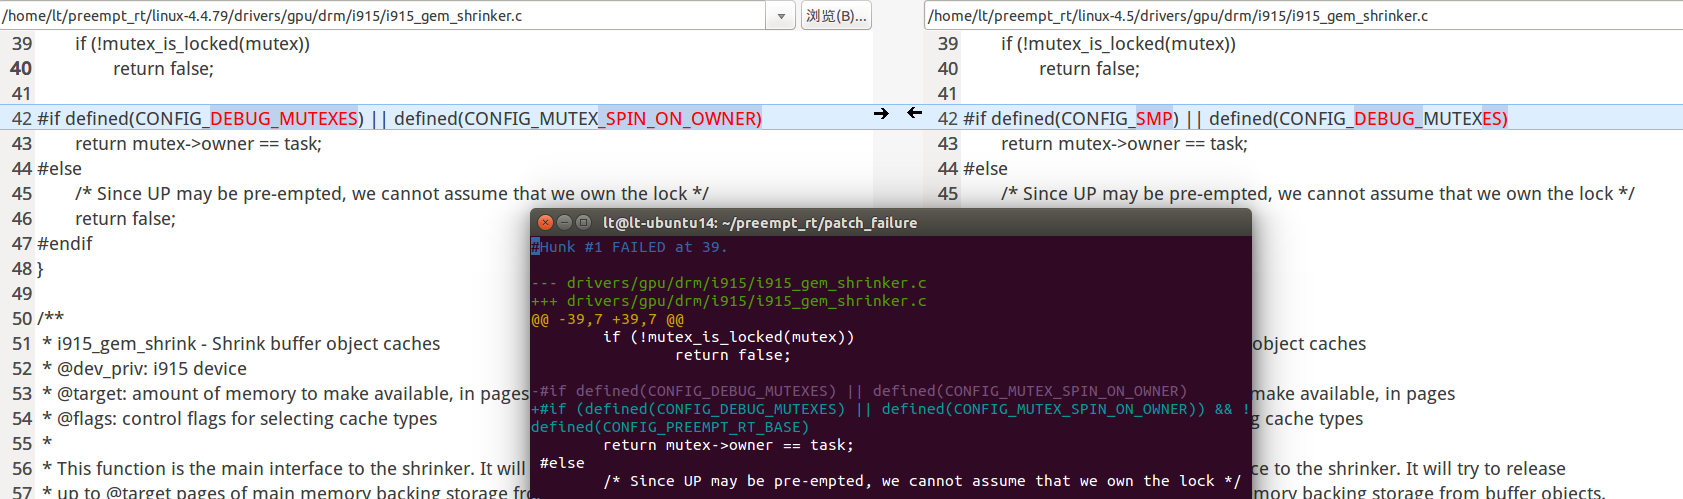 /home/lt/preempt_rt/linux-4.4.79/drivers/gpu/drm/i915/i915_gem_shrinker.c
浏览(B)...
39 if (!mutex_is_locked(mutex))
40 return false;
41
42 #if defined(CONFIG_DEBUG_MUTEXES) || defined(CONFIG_MUTEX_SPIN_ON_OWNER)
43 return mutex->owner == task;
44 #else
45 /* Since UP may be pre-empted, we cannot assume that we own the lock */
46 return false;
47 #endif
48 }
49
50 /**
51 * i915_gem_shrink - Shrink buffer object caches
52 * @dev_priv: i915 device
53 * @target: amount of memory to make available, in pages
54 * @flags: control flags for selecting cache types
55 *
56 * This function is the main interface to the shrinker. It will
57 * up to @target pages of main memory backing storage fro
/home/lt/preempt_rt/linux-4.5/drivers/gpu/drm/i915/i915_gem_shrinker.c
39 if (!mutex_is_locked(mutex))
40 return false;
41
42 #if defined(CONFIG_SMP) || defined(CONFIG_DEBUG_MUTEXES)
43 return mutex->owner == task;
44 #else
45 /* Since UP may be pre-empted, we cannot assume that we own the lock */
object caches
make available, in pages
g cache types
ce to the shrinker. It will try to release
mory backing storage from buffer objects.
lt@lt-ubuntu14: ~/preempt_rt/patch_failure
#Hunk #1 FAILED at 39.
--- drivers/gpu/drm/i915/i915_gem_shrinker.c
+++ drivers/gpu/drm/i915/i915_gem_shrinker.c
@@ -39,7 +39,7 @@
if (!mutex_is_locked(mutex))
return false;
-#if defined(CONFIG_DEBUG_MUTEXES) || defined(CONFIG_MUTEX_SPIN_ON_OWNER)
+#if (defined(CONFIG_DEBUG_MUTEXES) || defined(CONFIG_MUTEX_SPIN_ON_OWNER)) && !
defined(CONFIG_PREEMPT_RT_BASE)
return mutex->owner == task;
#else
/* Since UP may be pre-empted, we cannot assume that we own the lock */